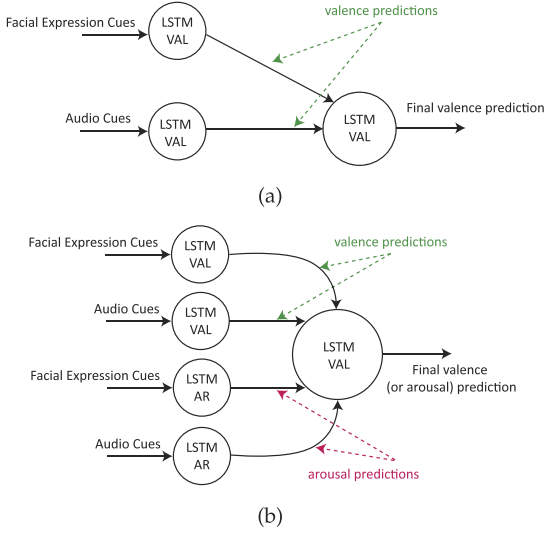 valence predictions
Facial Expression Cues
LSTM
VAL
Audio Cues
LSTM
VAL
LSTM
VAL
Final valence prediction
(a)
Facial Expression Cues
LSTM
VAL
valence predictions
Audio Cues
LSTM
VAL
LSTM
VAL
Final valence
(or arousal) prediction
Facial Expression Cues
LSTM
AR
Audio Cues
LSTM
AR
arousal predictions
(b)